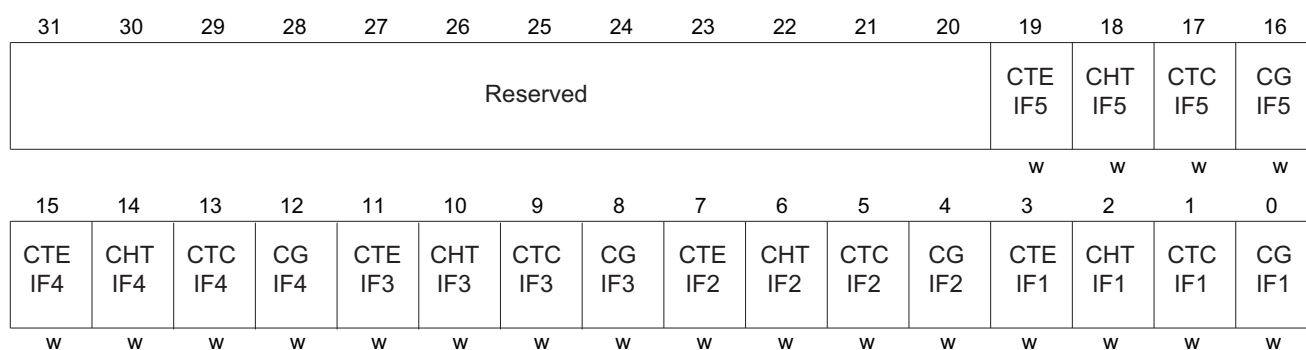 31 30 29 28 27 26 25 24 23 22 21 20 19 18 17 16
Reserved CTE CHT CTC CG
IF5 IF5 IF5 IF5
w w w w
15 14 13 12 11 10 9 8 7 6 5 4 3 2 1 0
CTE CHT CTC CG CTE CHT CTC CG CTE CHT CTC CG CTE CHT CTC CG
IF4 IF4 IF4 IF4 IF3 IF3 IF3 IF3 IF2 IF2 IF2 IF2 IF1 IF1 IF1 IF1
w w w w w w w w w w w w w w w w